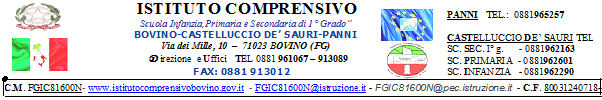 ISTITUTO COMPRENSIVO
Scuola Infanzia,Primaria e Secondaria di 1° Grado"
BOVINO-CASTELLUCCIO DE' SAURI-PANNI
Via dei Mille, 10 – 71023 BOVINO (FG)
Direzione e Uffici TEL 0881 961067 – 913089
FAX: 0881 913012
PANNI TEL.: 0881965257
CASTELLUCCIO DE' SAURI TEL
SC. SEC. I° g. - 0881962163
SC. PRIMARIA - 0881962601
SC. INFANZIA - 0881962290
C.M. FGIC81600N- www.istitutocomprensivobovino.gov.it - FGIC81600N@istruzione.it - FGIC81600N@pec.istruzione.it - C.F. 80031240718-